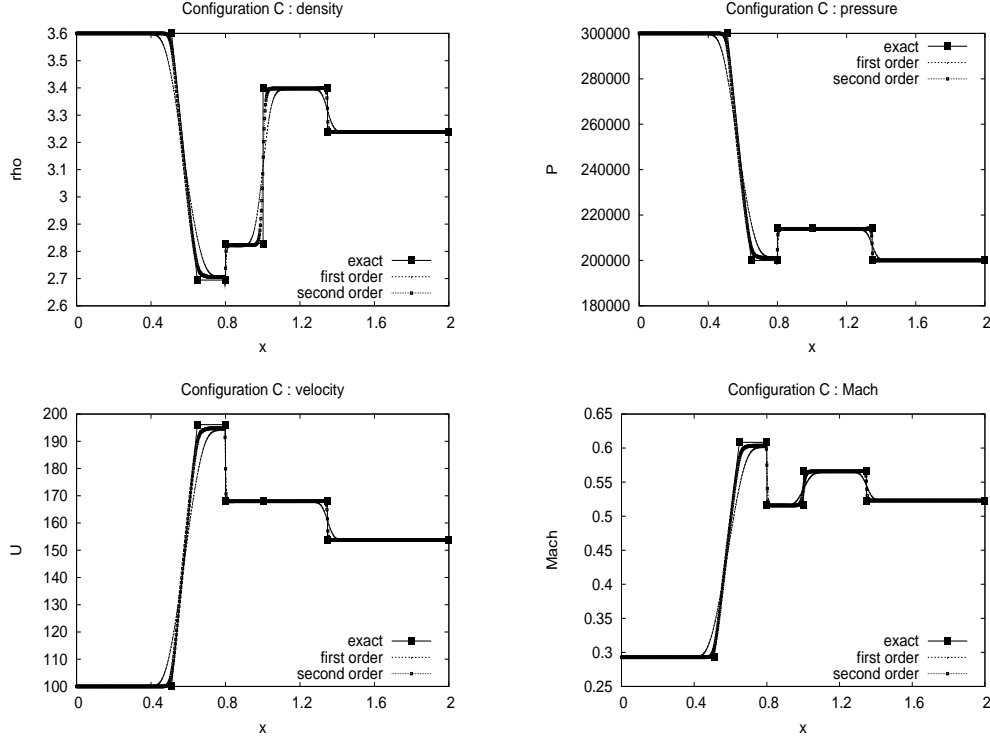 Configuration C : density
3.6
3.5
3.4
3.3
3.2
3.1
3
2.9
2.8
2.7
2.6
rho
exact
first order
second order
0 0.4 0.8 1.2 1.6 2
x
Configuration C : pressure
300000
280000
260000
240000
220000
200000
180000
P
exact
first order
second order
0 0.4 0.8 1.2 1.6 2
x
Configuration C : velocity
200
190
180
170
160
150
140
130
120
110
100
U
exact
first order
second order
0 0.4 0.8 1.2 1.6 2
x
Configuration C : Mach
0.65
0.6
0.55
0.5
0.45
0.4
0.35
0.3
0.25
Mach
exact
first order
second order
0 0.4 0.8 1.2 1.6 2
x